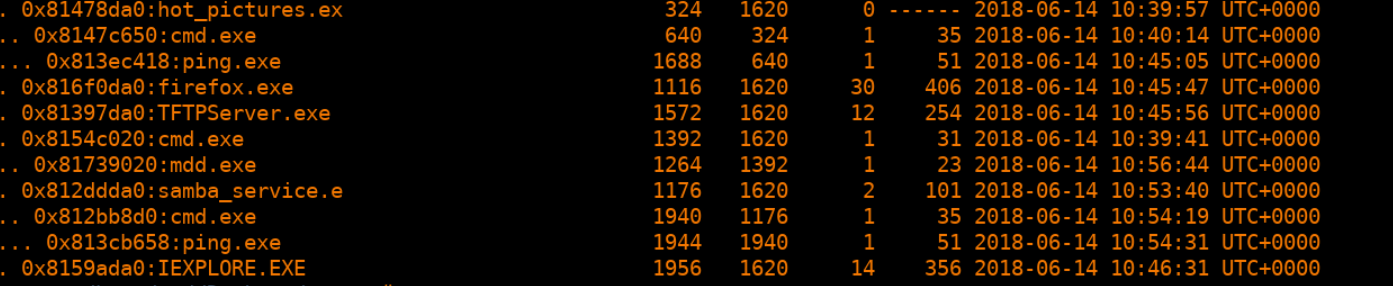 . 0x81478da0:hot_pictures.ex 324 1620 0 ------ 2018-06-14 10:39:57 UTC+0000
.. 0x8147c650:cmd.exe 640 324 1 35 2018-06-14 10:40:14 UTC+0000
... 0x813ec418:ping.exe 1688 640 1 51 2018-06-14 10:45:05 UTC+0000
. 0x816f0da0:firefox.exe 1116 1620 30 406 2018-06-14 10:45:47 UTC+0000
. 0x81397da0:TFTPServer.exe 1572 1620 12 254 2018-06-14 10:45:56 UTC+0000
. 0x8154c020:cmd.exe 1392 1620 1 31 2018-06-14 10:39:41 UTC+0000
.. 0x81739020:mdd.exe 1264 1392 1 23 2018-06-14 10:56:44 UTC+0000
. 0x812ddda0:samba_service.e 1176 1620 2 101 2018-06-14 10:53:40 UTC+0000
.. 0x812bb8d0:cmd.exe 1940 1176 1 35 2018-06-14 10:54:19 UTC+0000
... 0x813cb658:ping.exe 1944 1940 1 51 2018-06-14 10:54:31 UTC+0000
. 0x8159ada0:IEXPLORE.EXE 1956 1620 14 356 2018-06-14 10:46:31 UTC+0000